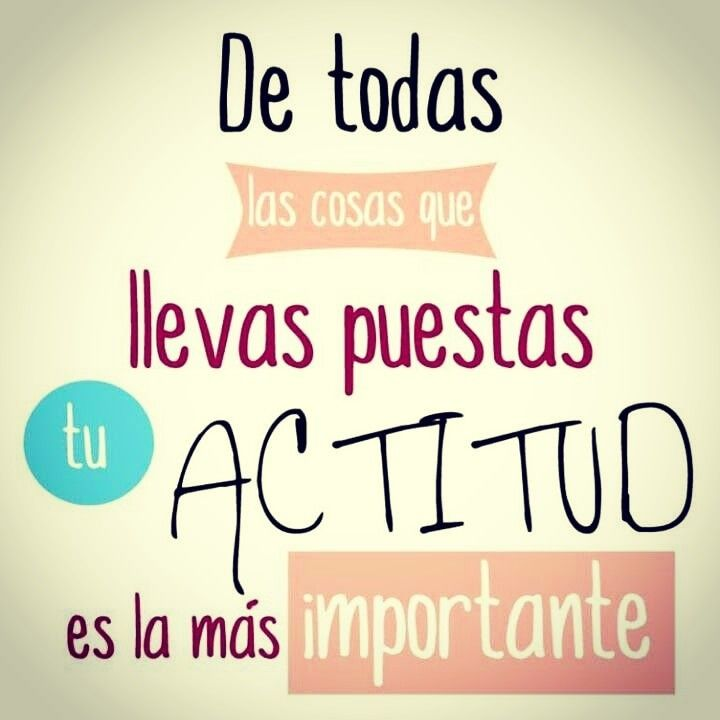 De todas
las cosas que
llevas puestas
tu ACTITUD
es la más importante